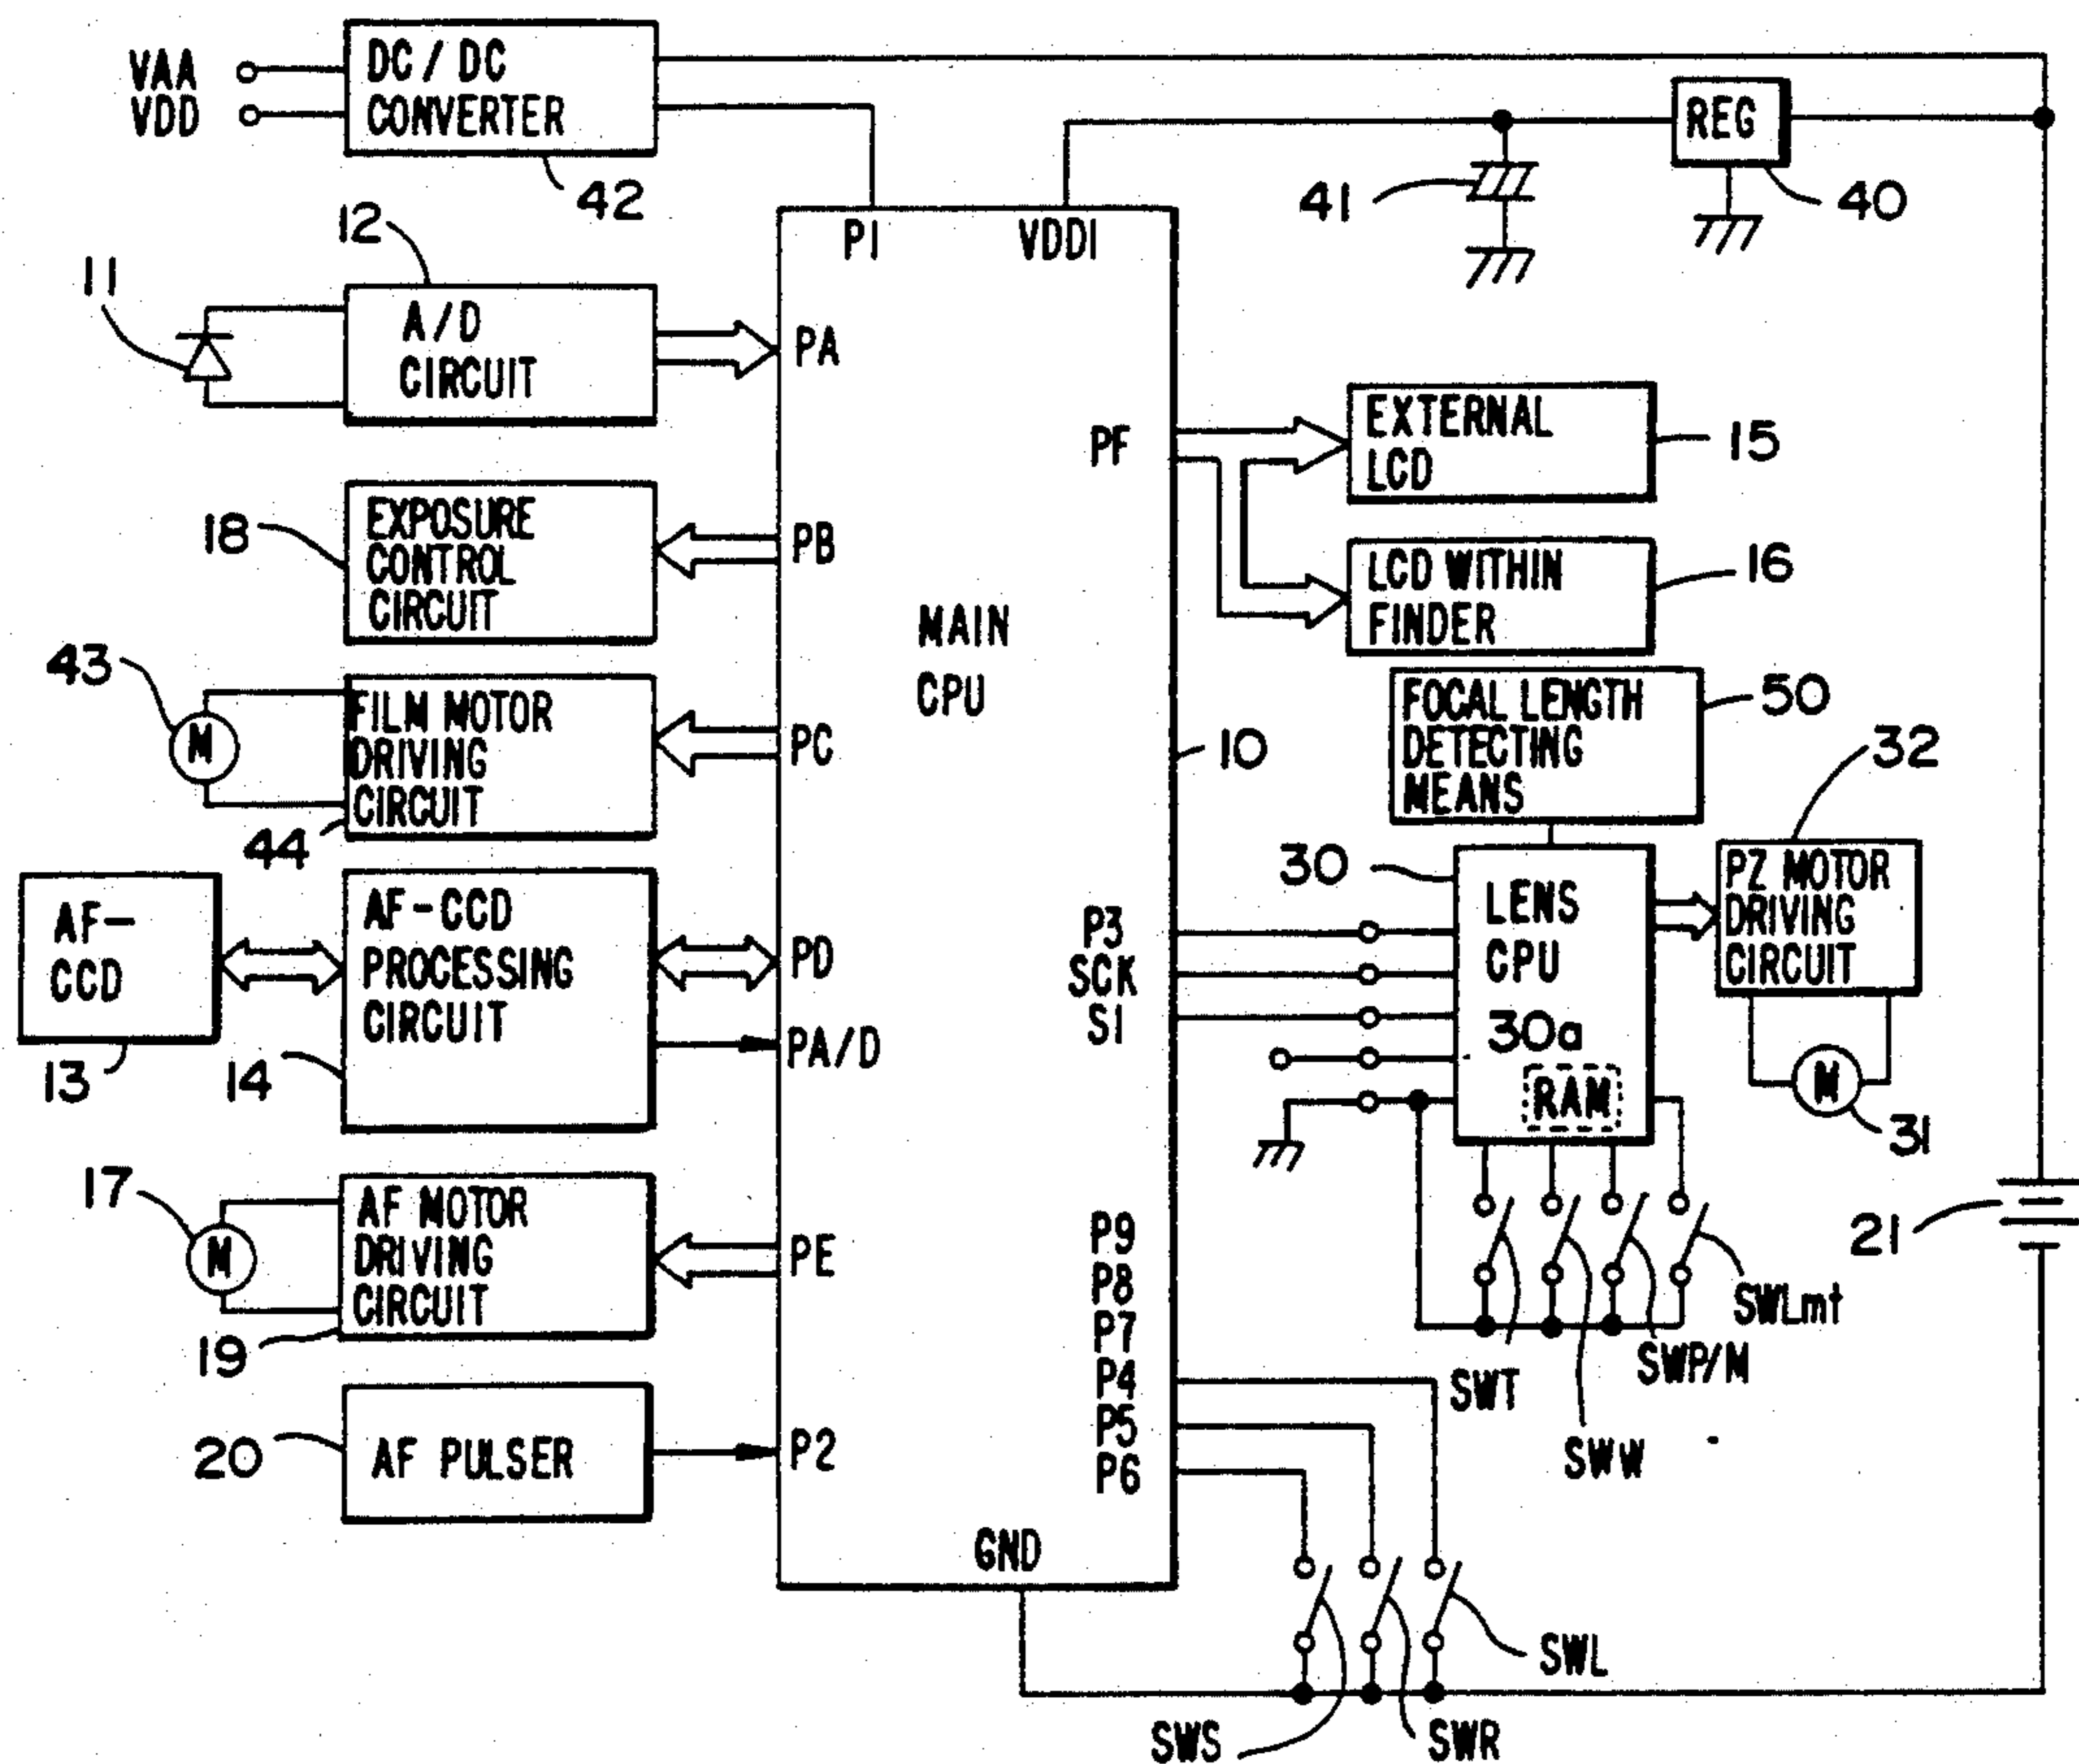 VAA
VDD
DC/DC
CONVERTER
42
REG
40
41
P1
VDD1
12
11
A/D
CIRCUIT
PA
18
EXPOSURE
CONTROL
CIRCUIT
PB
PF
EXTERNAL
LCD
15
LCD WITHIN
FINDER
16
MAIN
CPU
10
43
M
FILM MOTOR
DRIVING
CIRCUIT
44
PC
FOCAL LENGTH
DETECTING
MEANS
50
32
PZ MOTOR
DRIVING
CIRCUIT
M
31
30
LENS
CPU
30a
RAM
AF-
CCD
13
AF-CCD
PROCESSING
CIRCUIT
14
PD
PA/D
P3
SCK
SI
17
M
AF MOTOR
DRIVING
CIRCUIT
19
PE
20
AF PULSER
P2
P9
P8
P7
P4
P5
P6
GND
21
SWLmt
SWP/M
SWT
SWW
SWL
SWS
SWR